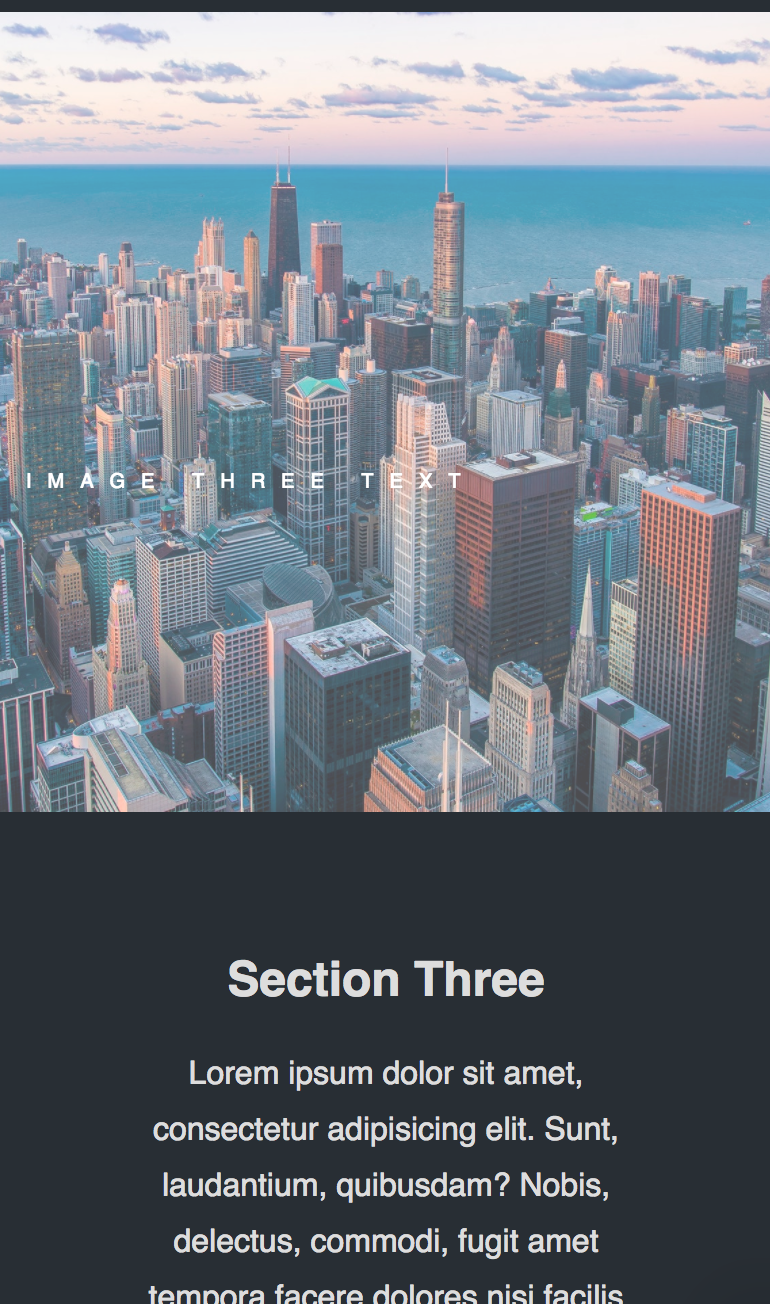 IMAGE THREE TEXT
Section Three
Lorem ipsum dolor sit amet,
consectetur adipisicing elit. Sunt,
laudantium, quibusdam? Nobis,
delectus, commodi, fugit amet
tempora facere dolores nisi facilis